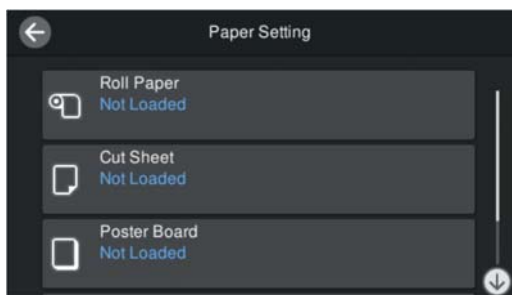 Paper Setting
Roll Paper
Not Loaded
Cut Sheet
Not Loaded
Poster Board
Not Loaded